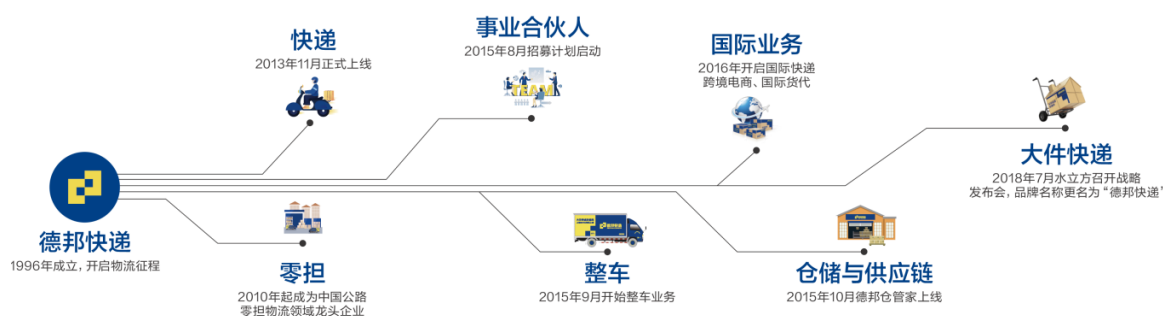 快递
2013年11月正式上线
事业合伙人
2015年8月招募计划启动
TEAM
国际业务
2016年开启国际快递
跨境电商、国际货代
大件快递
2018年7月水立方召开战略
发布会，品牌名称更名为“德邦快递”
德邦快递
1996年成立，开启物流征程
零担
2010年起成为中国公路
零担物流领域龙头企业
整车
2015年9月开始整车业务
仓储与供应链
2015年10月德邦仓管家上线